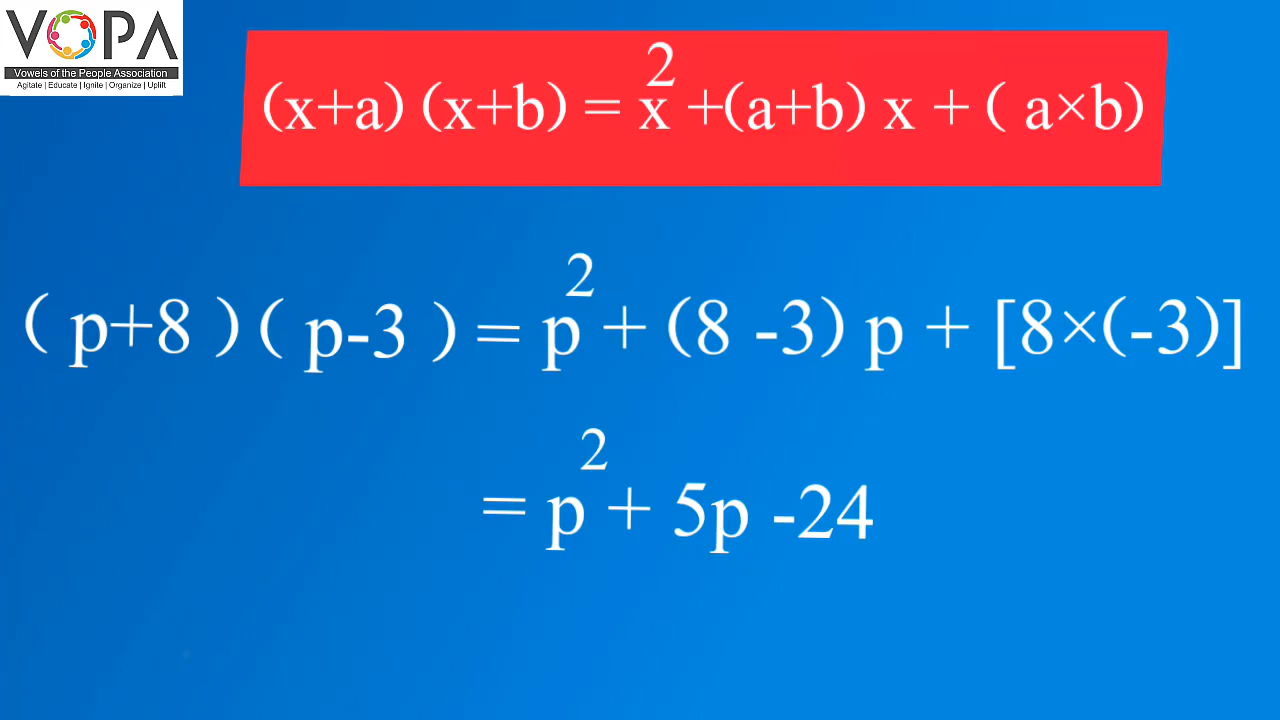 VOPA
Vowels of the People Association
Agitate | Educate | Ignite | Organize | Uplift
(x+a) (x+b) = x² +(a+b) x + ( a×b)
( p+8 ) ( p-3 ) = p² + (8 -3) p + [8×(-3)]
= p² + 5p -24